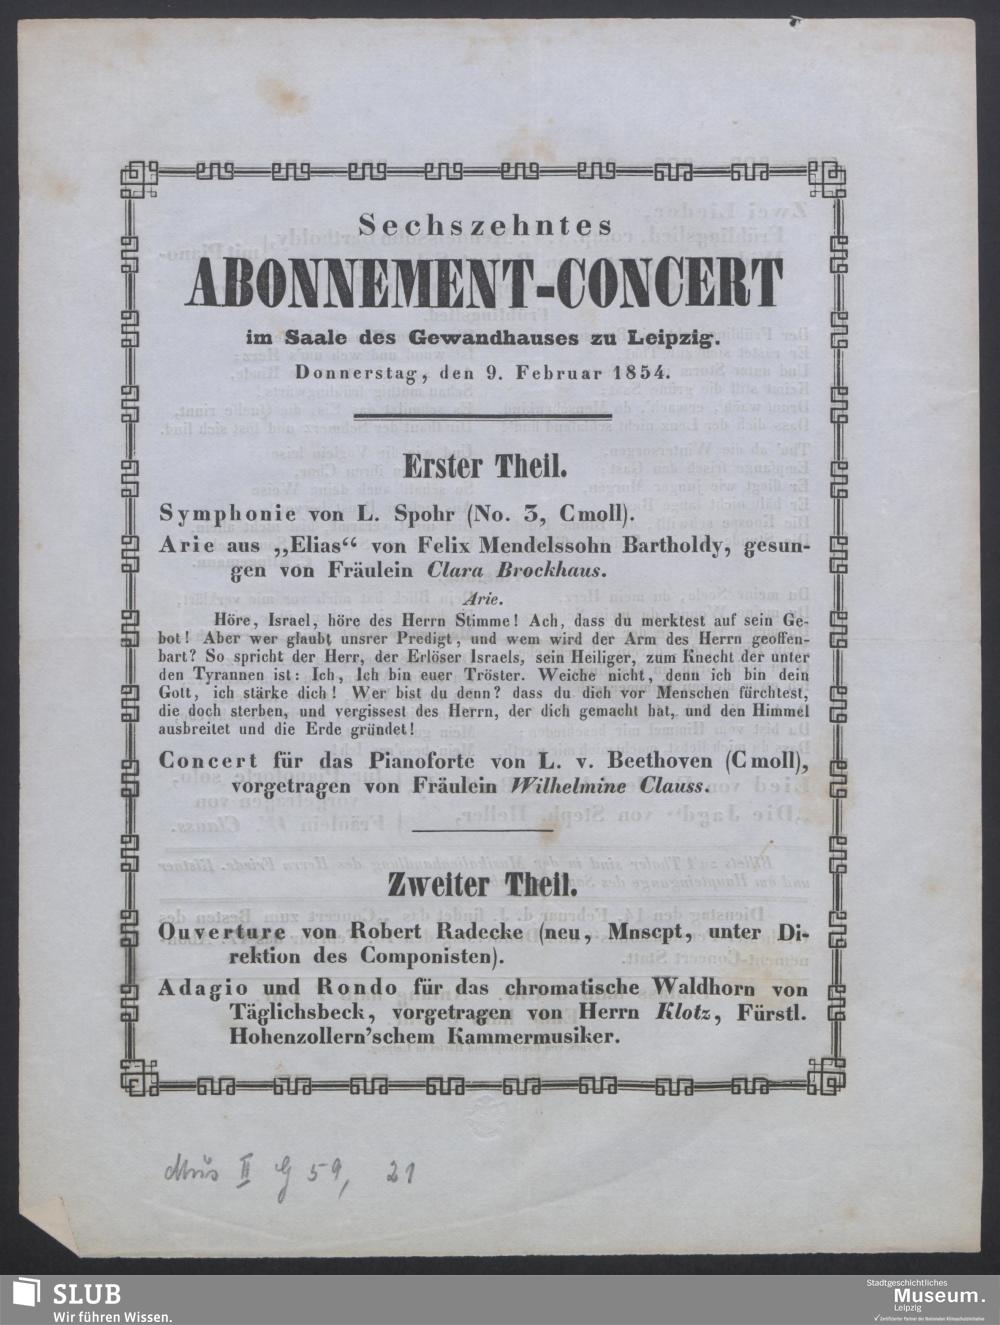 Sechszehntes
ABONNEMENT-CONCERT
im Saale des Gewandhauses zu Leipzig.
Donnerstag, den 9. Februar 1854.
Erster Theil.
Symphonie von L. Spohr (No. 3, Cmoll).
Arie aus „Elias“ von Felix Mendelssohn Bartholdy, gesun-
gen von Fräulein Clara Brockhaus.
Arie.
Höre, Israel, höre des Herrn Stimme! Ach, dass du merktest auf sein Ge-
bot! Aber wer glaubt unsrer Predigt, und wem wird der Arm des Herrn geoffen-
bart? So spricht der Herr, der Erlöser Israels, sein Heiliger, zum Knecht der unter
den Tyrannen ist: Ich, Ich bin euer Tröster. Weiche nicht, denn ich bin dein
Gott, ich stärke dich! Wer bist du denn? dass du dich vor Menschen fürchtest,
die doch sterben, und vergissest des Herrn, der dich gemacht hat, und den Himmel
ausbreitet und die Erde gründet!
Concert für das Pianoforte von L. v. Beethoven (Cmoll),
vorgetragen von Fräulein Wilhelmine Clauss.
Zweiter Theil.
Ouverture von Robert Radecke (neu, Mnscpt, unter Di-
rektion des Componisten).
Adagio und Rondo für das chromatische Waldhorn von
Täglichsbeck, vorgetragen von Herrn Klotz, Fürstl.
Hohenzollern'schem Kammermusiker.
Mus II G 59, 21
SLUB
Wir führen Wissen.
Stadtgeschichtliches
Museum.
Leipzig